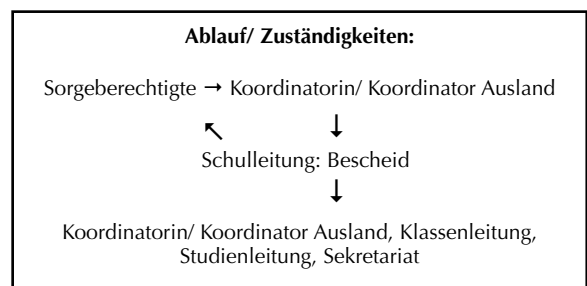 Ablauf/ Zuständigkeiten:
Sorgeberechtigte → Koordinatorin/ Koordinator Ausland
↖ ↓
Schulleitung: Bescheid
↓
Koordinatorin/ Koordinator Ausland, Klassenleitung,
Studienleitung, Sekretariat